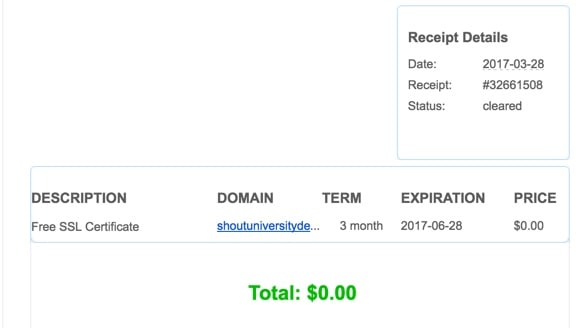 Receipt Details
Date: 2017-03-28
Receipt: #32661508
Status: cleared
DESCRIPTION DOMAIN TERM EXPIRATION PRICE
Free SSL Certificate shoutuniversityde... 3 month 2017-06-28 $0.00
Total: $0.00